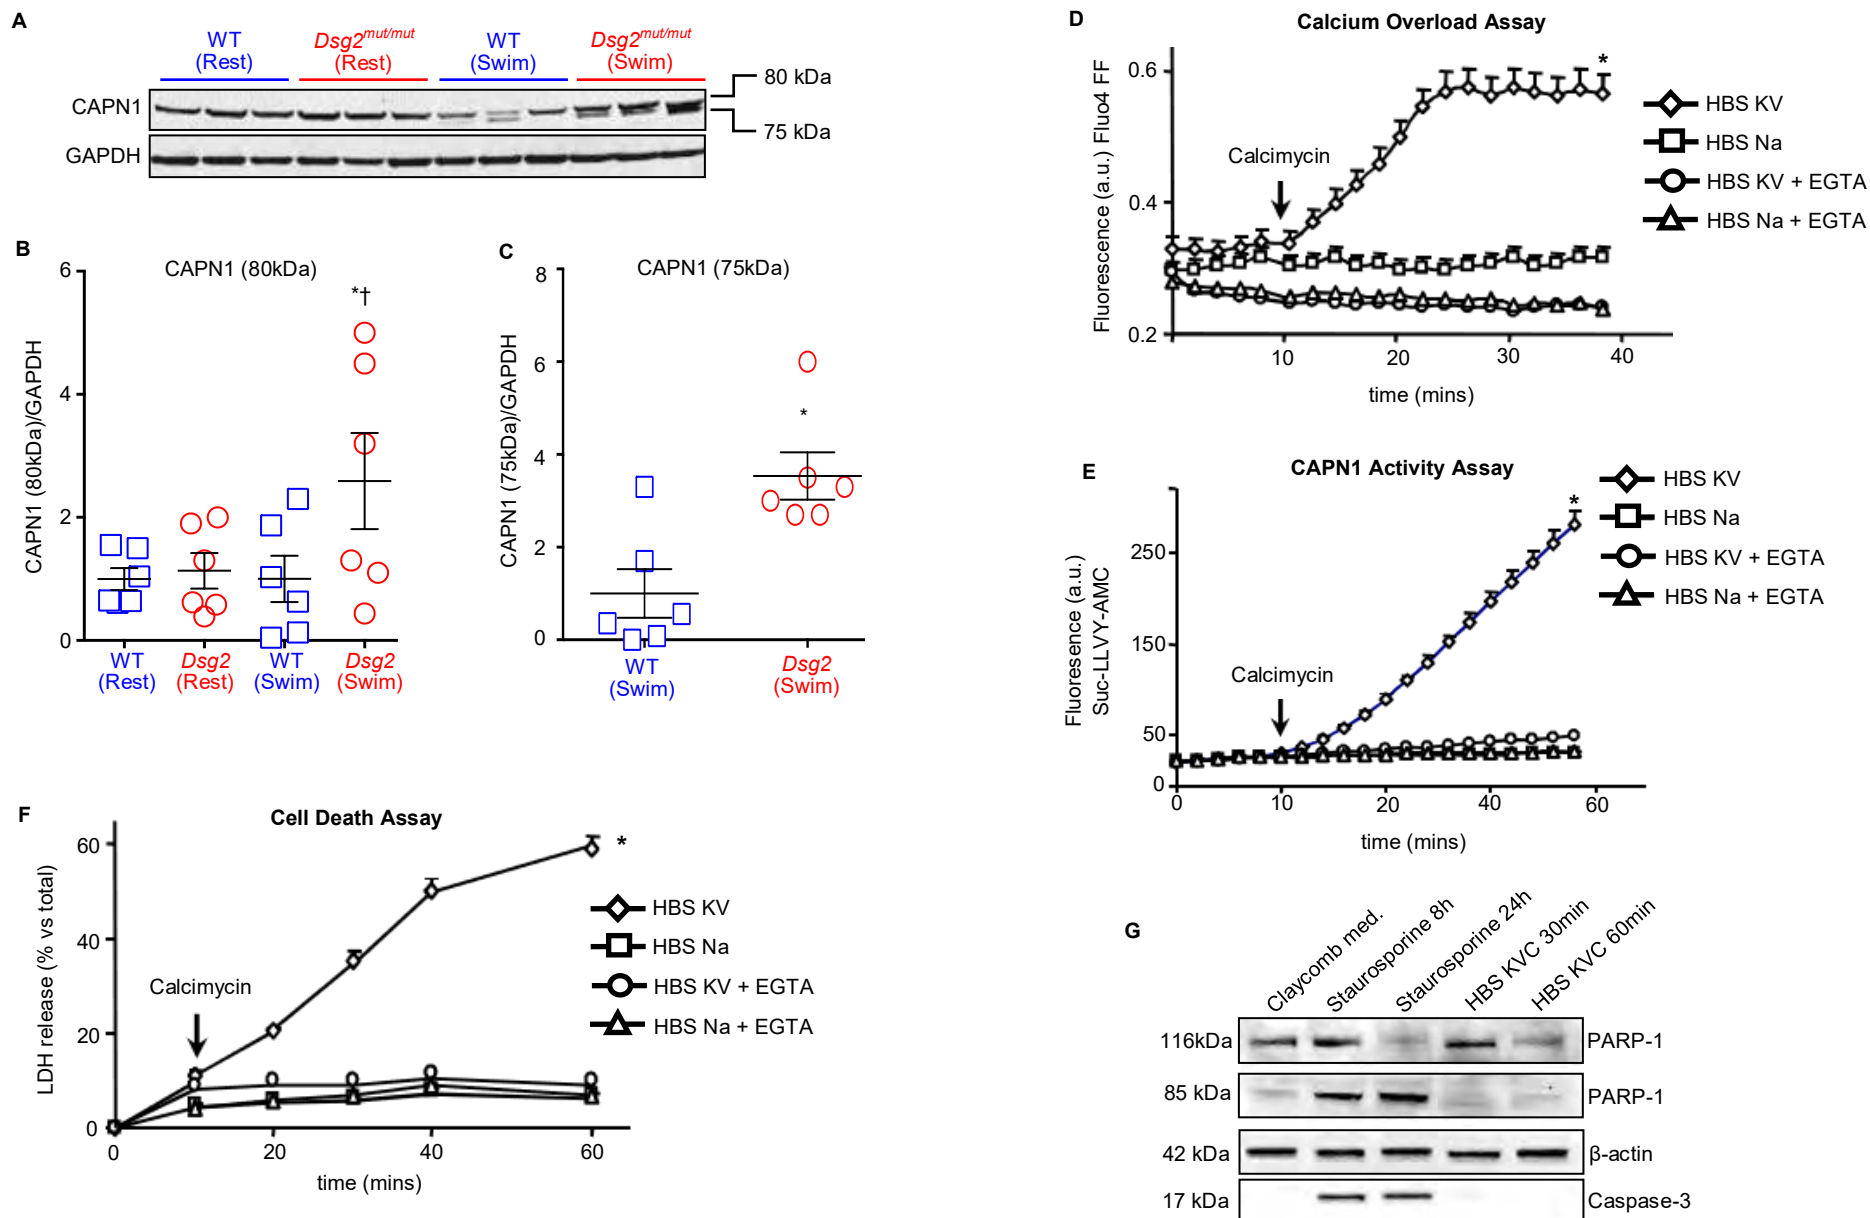 A
WT
(Rest)
Dsg2mut/mut
(Rest)
WT
(Swim)
Dsg2mut/mut
(Swim)
CAPN1
80 kDa
75 kDa
GAPDH
B
CAPN1 (80kDa)
CAPN1 (80kDa)/GAPDH
6
4
2
0
*†
WT
(Rest)
Dsg2
(Rest)
WT
(Swim)
Dsg2
(Swim)
C
CAPN1 (75kDa)
CAPN1 (75kDa)/GAPDH
8
6
4
2
0
*
WT
(Swim)
Dsg2
(Swim)
D
Calcium Overload Assay
Fluorescence (a.u.) Fluo4 FF
0.6
0.4
0.2
Calcimycin
*
10
20
30
40
time (mins)
HBS KV
HBS Na
HBS KV + EGTA
HBS Na + EGTA
E
CAPN1 Activity Assay
Fluoresence (a.u.)
Suc-LLVY-AMC
250
150
50
0
Calcimycin
*
0
10
20
40
60
time (mins)
HBS KV
HBS Na
HBS KV + EGTA
HBS Na + EGTA
F
Cell Death Assay
LDH release (% vs total)
60
40
20
0
Calcimycin
*
0
20
40
60
time (mins)
HBS KV
HBS Na
HBS KV + EGTA
HBS Na + EGTA
G
Claycomb med.
Staurosporine 8h
Staurosporine 24h
HBS KVC 30min
HBS KVC 60min
116kDa
PARP-1
85 kDa
PARP-1
42 kDa
β-actin
17 kDa
Caspase-3